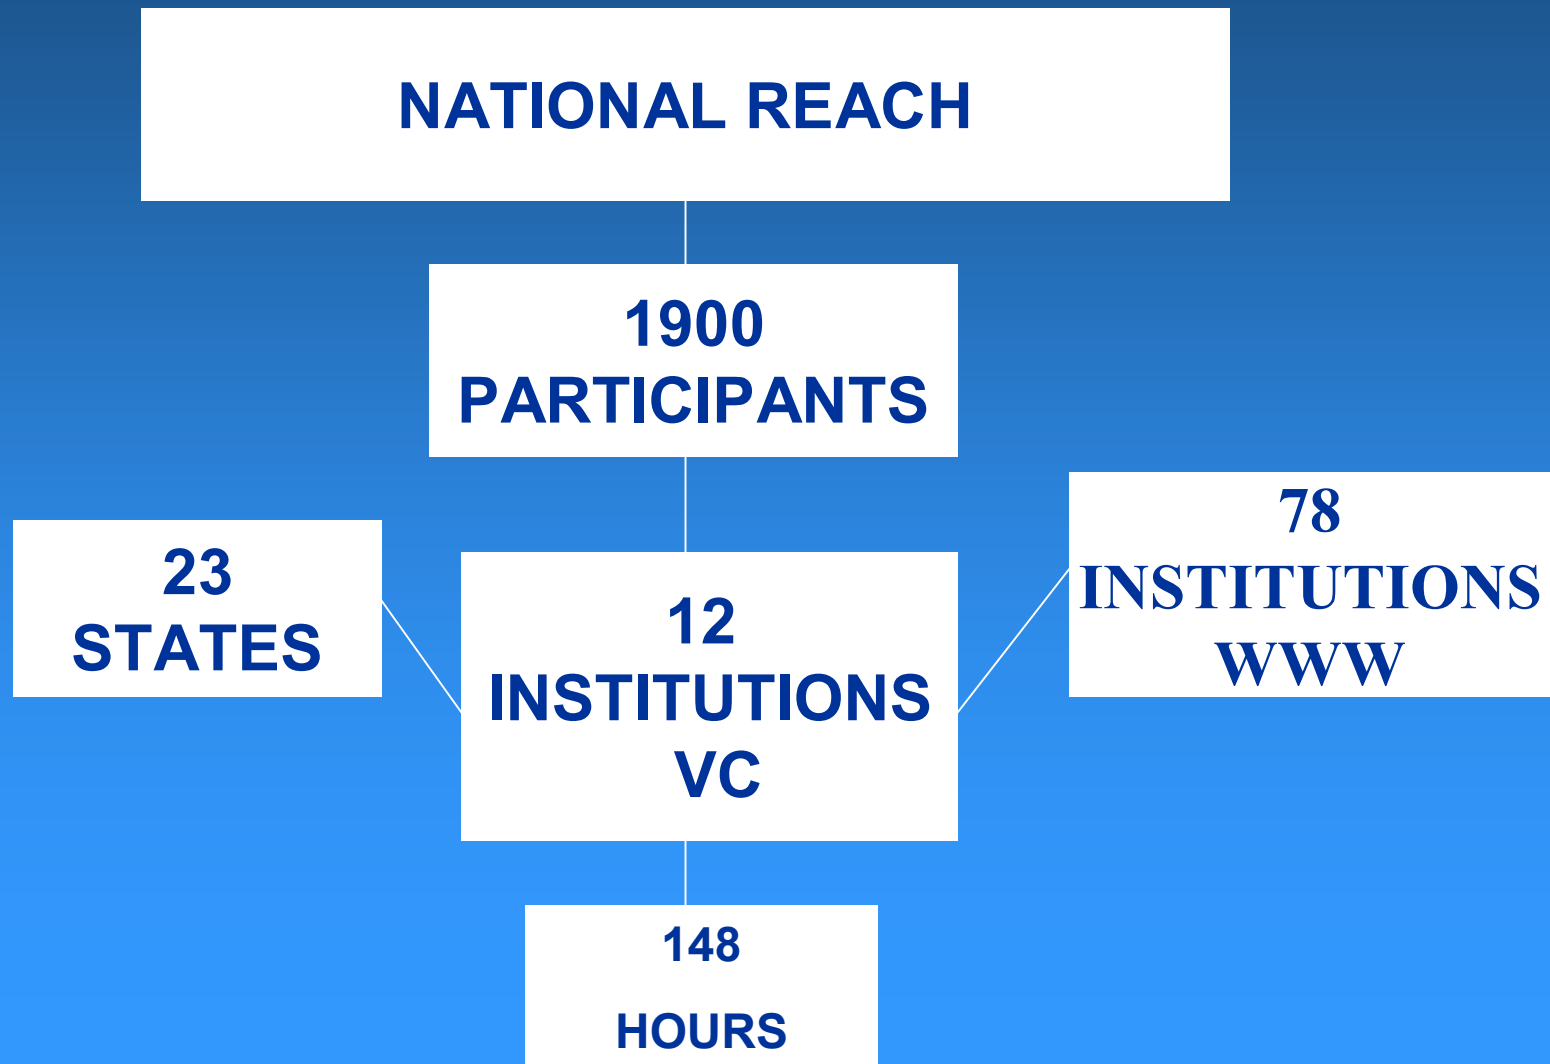 NATIONAL REACH
1900
PARTICIPANTS
23
STATES
12
INSTITUTIONS
VC
78
INSTITUTIONS
WWW
148
HOURS